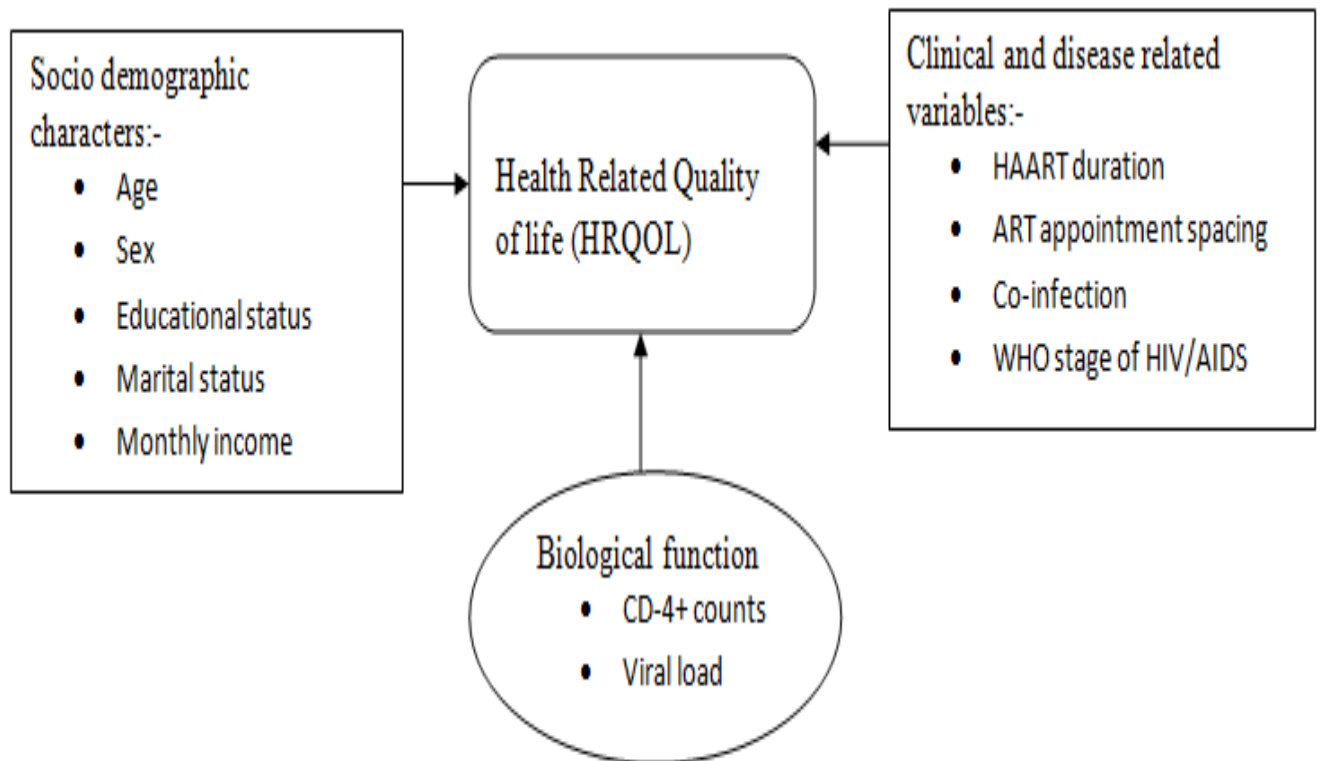 Socio demographic
characters:-
• Age
• Sex
• Educational status
• Marital status
• Monthly income
Health Related Quality
of life (HRQOL)
Clinical and disease related
variables:-
• HAART duration
• ART appointment spacing
• Co-infection
• WHO stage of HIV/AIDS
Biological function
• CD-4+ counts
• Viral load